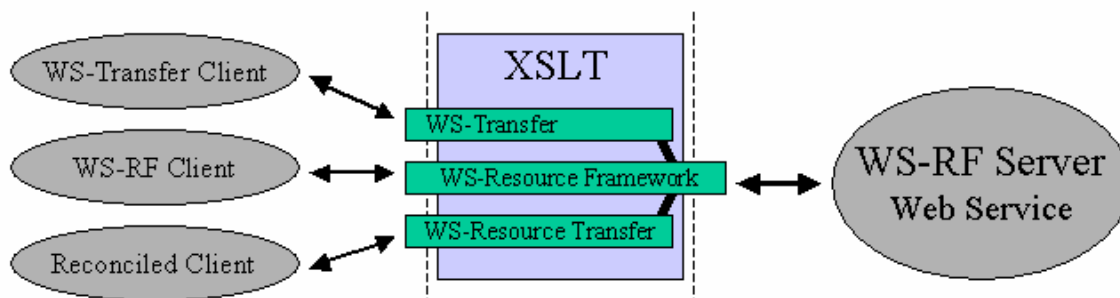 WS-Transfer Client
WS-RF Client
Reconciled Client
XSLT
WS-Transfer
WS-Resource Framework
WS-Resource Transfer
WS-RF Server
Web Service